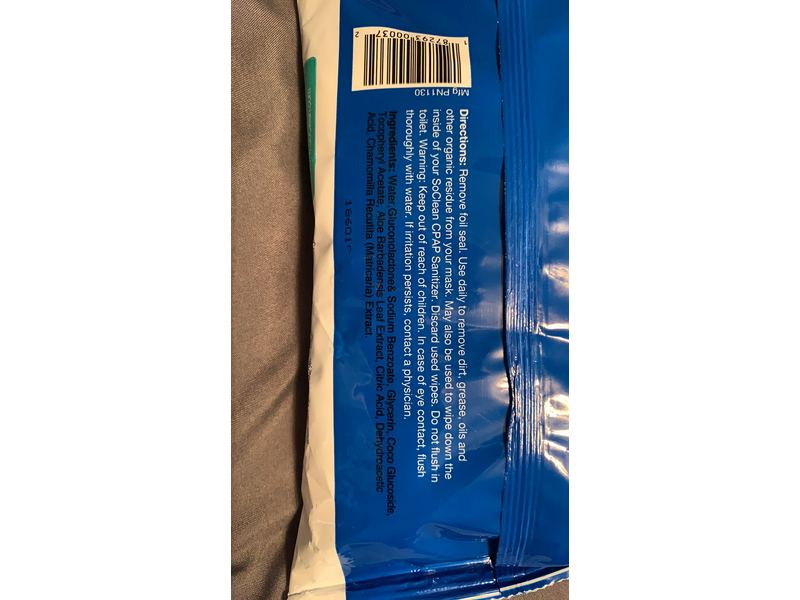 Directions: Remove foil seal. Use daily to remove dirt, grease, oils and
other organic residue from your mask. May also be used to wipe down the
inside of your SoClean CPAP Sanitizer. Discard used wipes. Do not flush in
toilet. Warning: Keep out of reach of children. In case of eye contact, flush
thoroughly with water. If irritation persists, contact a physician.
Ingredients: Water,Gluconolactone& Sodium Benzoate, Glycerin, Coco Glucoside,
Tocopheryl Acetate, Aloe Barbadensis Leaf Extract, Citric Acid, Dehydroacetic
Acid, Chamomilla Recutita (Matricaria) Extract.
Mfg PN1130
1 87293 00037 2